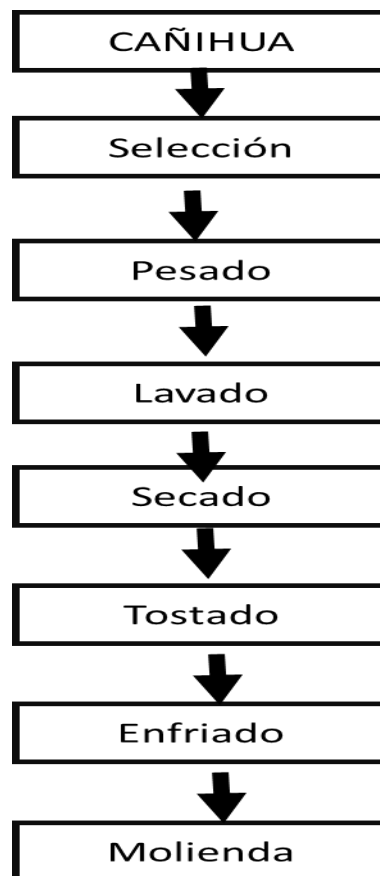 CAÑIHUA
Selección
Pesado
Lavado
Secado
Tostado
Enfriado
Molienda